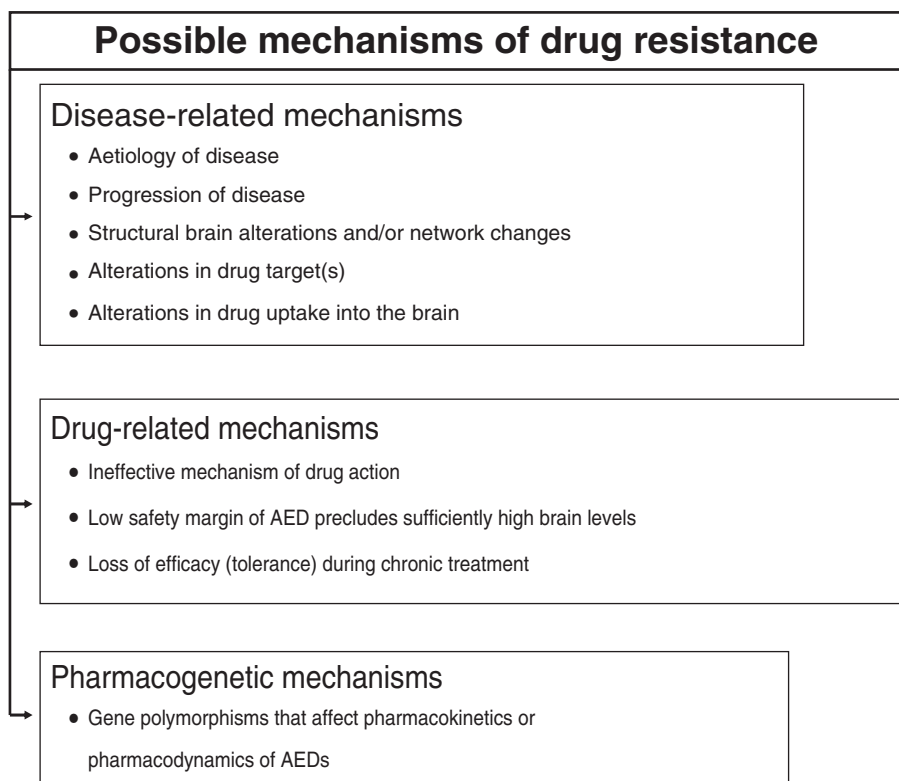 Possible mechanisms of drug resistance
Disease-related mechanisms
• Aetiology of disease
• Progression of disease
• Structural brain alterations and/or network changes
• Alterations in drug target(s)
• Alterations in drug uptake into the brain
Drug-related mechanisms
• Ineffective mechanism of drug action
• Low safety margin of AED precludes sufficiently high brain levels
• Loss of efficacy (tolerance) during chronic treatment
Pharmacogenetic mechanisms
• Gene polymorphisms that affect pharmacokinetics or
pharmacodynamics of AEDs